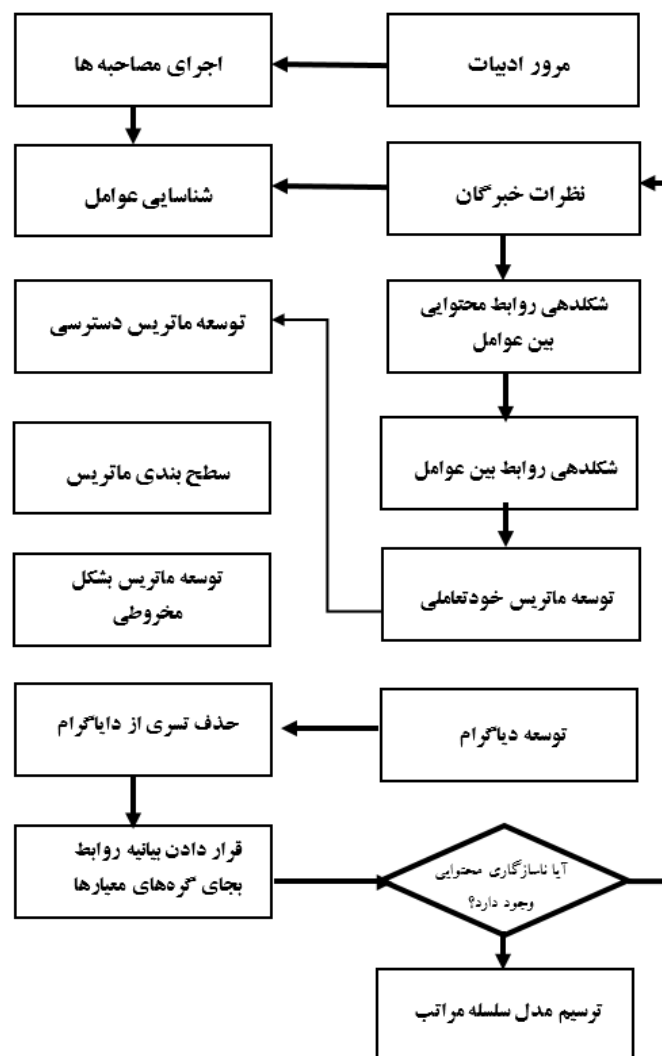 مرور ادبیات
اجرای مصاحبه ها
نظرات خبرگان
شناسایی عوامل
شکلدهی روابط محتوایی
بین عوامل
توسعه ماتریس دسترسی
شکلدهی روابط بین عوامل
سطح بندی ماتریس
توسعه ماتریس خودتعاملی
توسعه ماتریس بشکل
مخروطی
توسعه دیاگرام
حذف تسری از دایاگرام
قرار دادن بیانیه روابط
بجای گره‌های معیارها
آیا ناسازگاری محتوایی
وجود دارد؟
ترسیم مدل سلسله مراتب